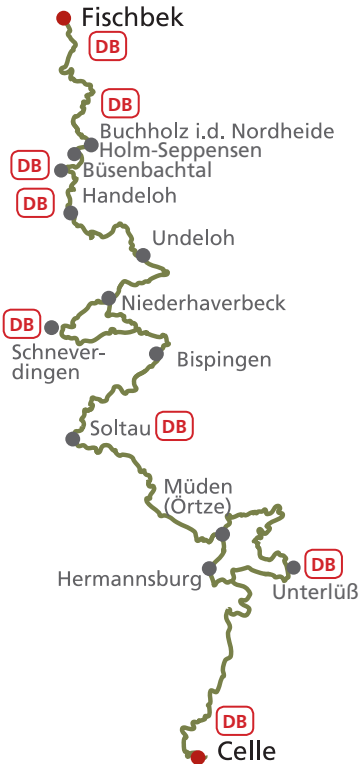 Fischbek
DB
DB
Buchholz i.d. Nordheide
Holm-Seppensen
DB Büsenbachtal
DB Handeloh
Undeloh
Niederhaverbeck
DB
Schnever-
dingen
Bispingen
Soltau DB
Müden
(Örtze)
DB
Hermannsburg
Unterlüß
DB
Celle